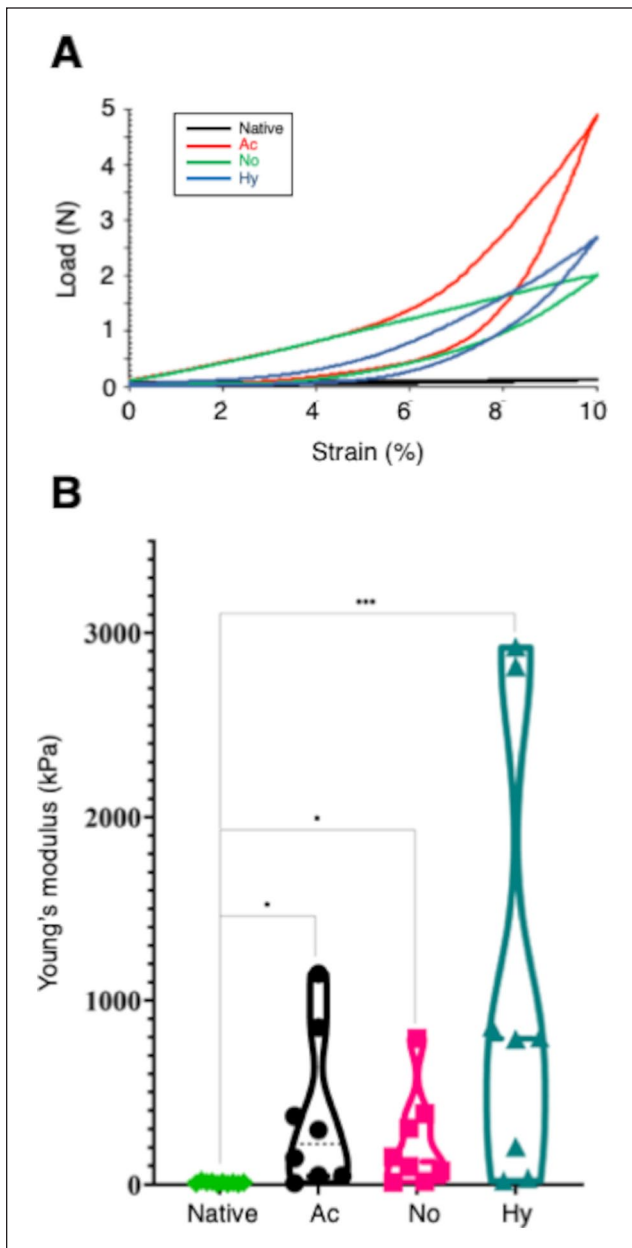 A
5
4
3
2
1
0
Load (N)
Native
Ac
No
Hy
0 2 4 6 8 10
Strain (%)
B
Young's modulus (kPa)
3000
2000
1000
0
***
*
*
Native Ac No Hy